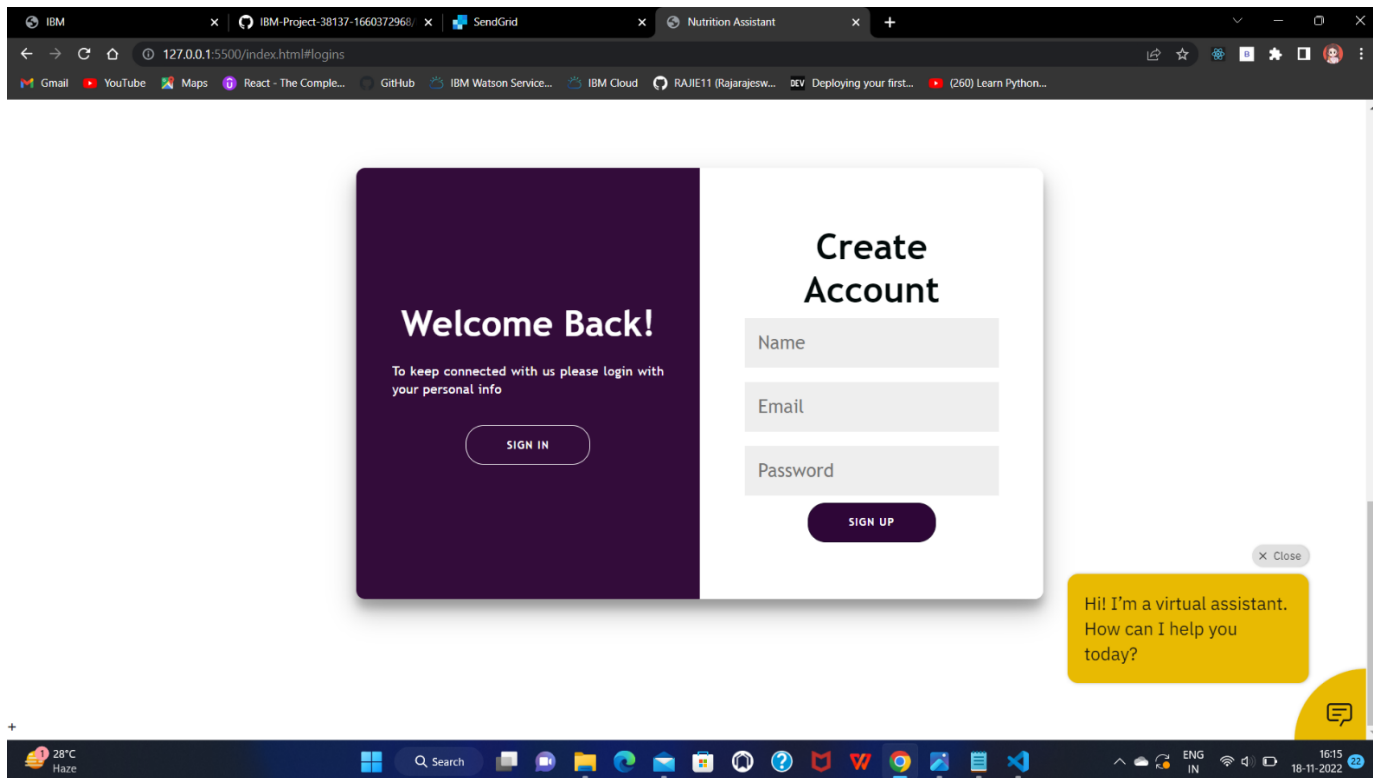 IBM
IBM-Project-38137-1660372968/
SendGrid
Nutrition Assistant
127.0.0.1:5500/index.html#logins
Gmail
YouTube
Maps
React - The Comple...
GitHub
IBM Watson Service...
IBM Cloud
RAJIE11 (Rajarajesw...
DEV
Deploying your first...
(260) Learn Python...
Welcome Back!
To keep connected with us please login with
your personal info
SIGN IN
Create
Account
Name
Email
Password
SIGN UP
× Close
Hi! I'm a virtual assistant.
How can I help you
today?
+
1
28°C
Haze
Search
ENG
IN
16:15
18-11-2022
22